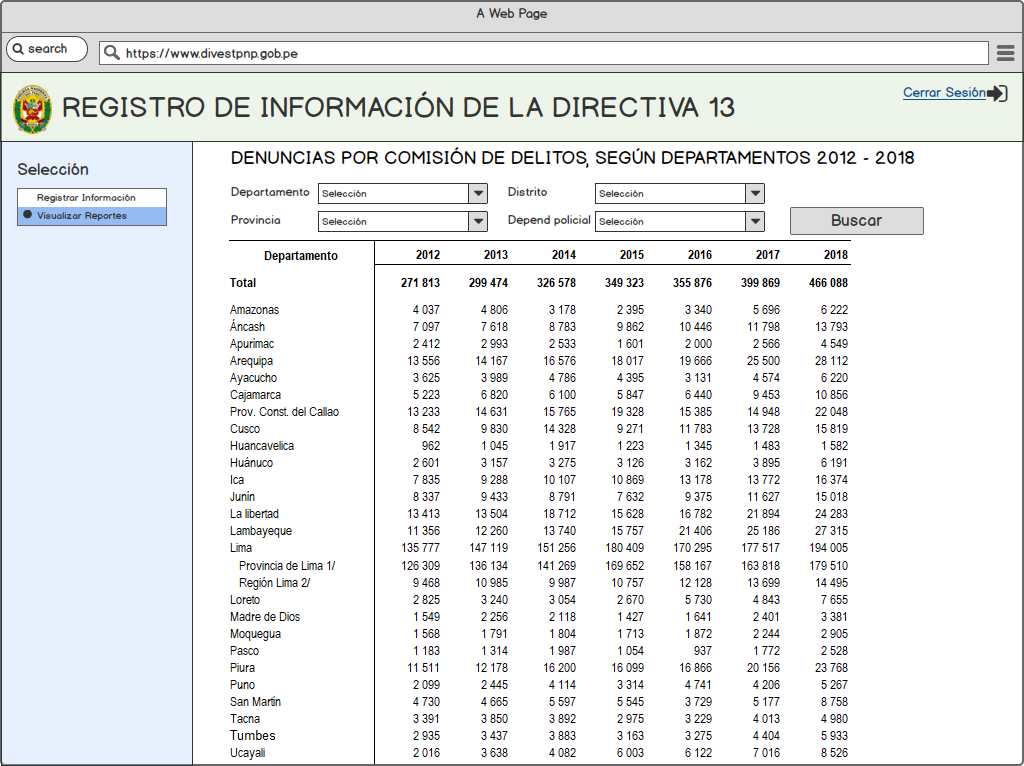 A Web Page
search
https://www.divestpnp.gob.pe
REGISTRO DE INFORMACIÓN DE LA DIRECTIVA 13
Cerrar Sesión
Selección
Registrar Información
Visualizar Reportes
DENUNCIAS POR COMISIÓN DE DELITOS, SEGÚN DEPARTAMENTOS 2012 - 2018
Departamento Selección Distrito Selección
Provincia Selección Depend policial Selección Buscar
Departamento 2012 2013 2014 2015 2016 2017 2018
Total 271 813 299 474 326 578 349 323 355 876 399 869 466 088
Amazonas 4 037 4 806 3 178 2 395 3 340 5 696 6 222
Áncash 7 097 7 618 8 783 9 862 10 446 11 798 13 793
Apurímac 2 412 2 993 2 533 1 601 2 000 2 566 4 549
Arequipa 13 556 14 167 16 576 18 017 19 666 25 500 28 112
Ayacucho 3 625 3 989 4 786 4 395 3 131 4 574 6 220
Cajamarca 5 223 6 820 6 100 5 847 6 440 9 453 10 856
Prov. Const. del Callao 13 233 14 631 15 765 19 328 15 385 14 948 22 048
Cusco 8 542 9 830 14 328 9 271 11 783 13 728 15 819
Huancavelica 962 1 045 1 917 1 223 1 345 1 483 1 582
Huánuco 2 601 3 157 3 275 3 126 3 162 3 895 6 191
Ica 7 835 9 288 10 107 10 869 13 178 13 772 16 374
Junín 8 337 9 433 8 791 7 632 9 375 11 627 15 018
La libertad 13 413 13 504 18 712 15 628 16 782 21 894 24 283
Lambayeque 11 356 12 260 13 740 15 757 21 406 25 186 27 315
Lima 135 777 147 119 151 256 180 409 170 295 177 517 194 005
Provincia de Lima 1/ 126 309 136 134 141 269 169 652 158 167 163 818 179 510
Región Lima 2/ 9 468 10 985 9 987 10 757 12 128 13 699 14 495
Loreto 2 825 3 240 3 054 2 670 5 730 4 843 7 655
Madre de Dios 1 549 2 256 2 118 1 427 1 641 2 401 3 381
Moquegua 1 568 1 791 1 804 1 713 1 872 2 244 2 905
Pasco 1 183 1 314 1 987 1 054 937 1 772 2 528
Piura 11 511 12 178 16 200 16 099 16 866 20 156 23 768
Puno 2 099 2 445 4 114 3 314 4 741 4 206 5 267
San Martín 4 730 4 665 5 597 5 545 3 729 5 177 8 758
Tacna 3 391 3 850 3 892 2 975 3 229 4 013 4 980
Tumbes 2 935 3 437 3 883 3 163 3 275 4 404 5 933
Ucayali 2 016 3 638 4 082 6 003 6 122 7 016 8 526